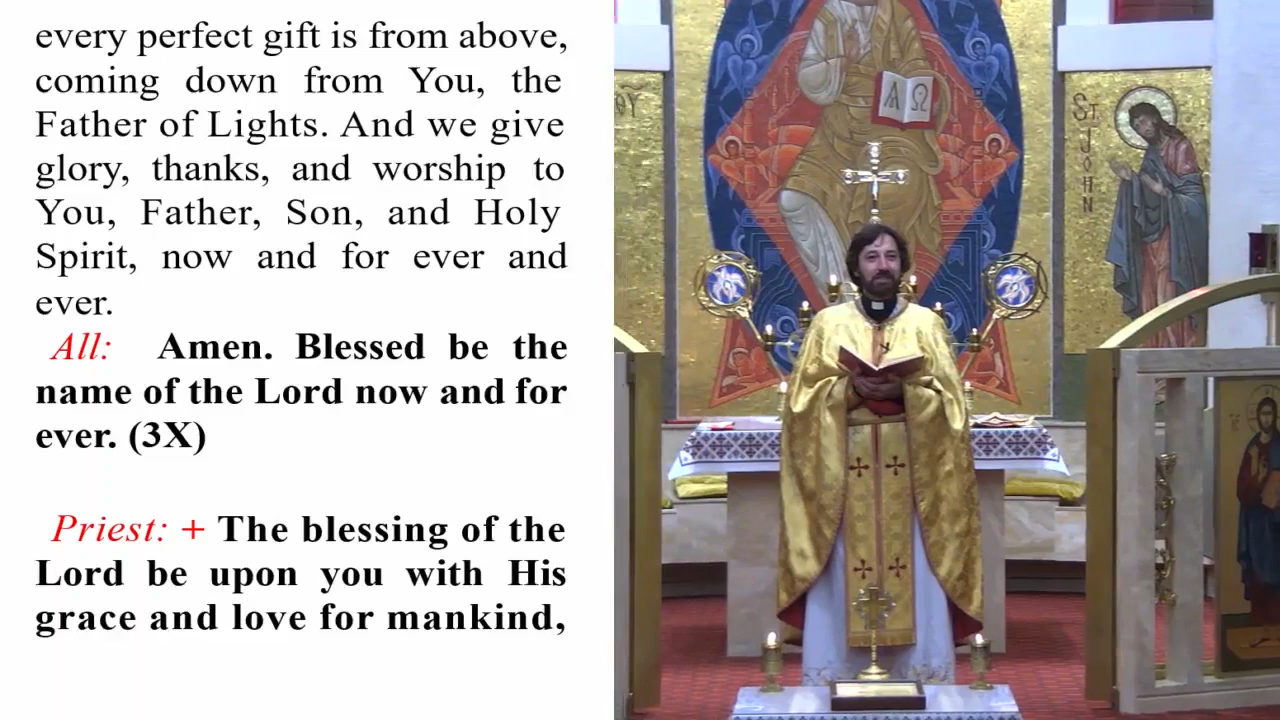 every perfect gift is from above,
coming down from You, the
Father of Lights. And we give
glory, thanks, and worship to
You, Father, Son, and Holy
Spirit, now and for ever and
ever.
All: Amen. Blessed be the
name of the Lord now and for
ever. (3X)
Priest: + The blessing of the
Lord be upon you with His
grace and love for mankind,
Α Ω
ST
JOHN